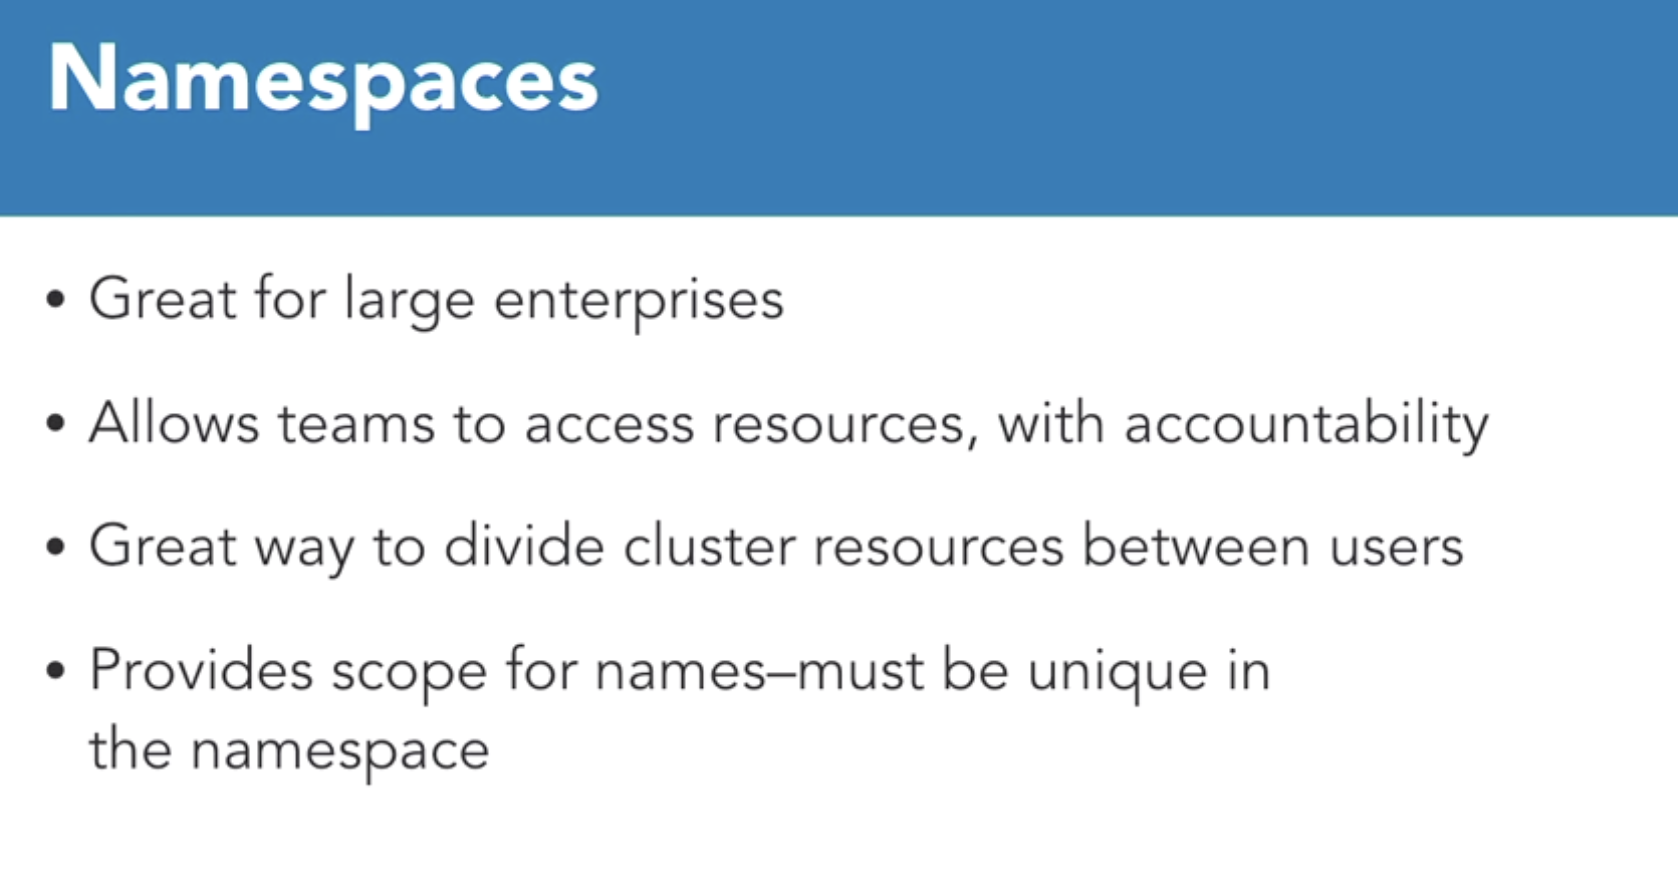 Namespaces
• Great for large enterprises
• Allows teams to access resources, with accountability
• Great way to divide cluster resources between users
• Provides scope for names–must be unique in
the namespace